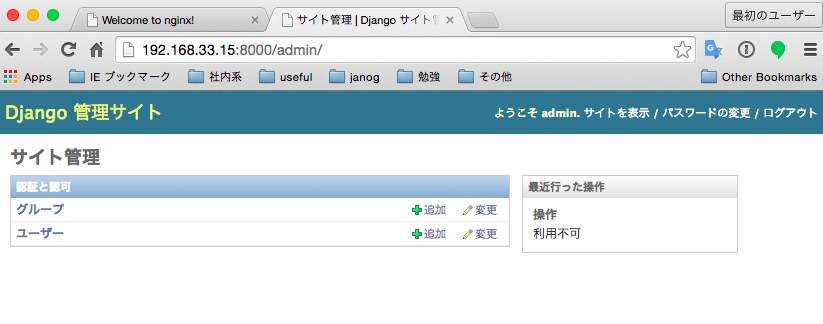 Welcome to nginx!
サイト管理 | Django サイト管
最初のユーザー
192.168.33.15:8000/admin/
Apps IE ブックマーク 社内系 useful janog 勉強 その他 Other Bookmarks
Django 管理サイト
ようこそ admin. サイトを表示 / パスワードの変更 / ログアウト
サイト管理
認証と認可
グループ 追加 変更
ユーザー 追加 変更
最近行った操作
操作
利用不可